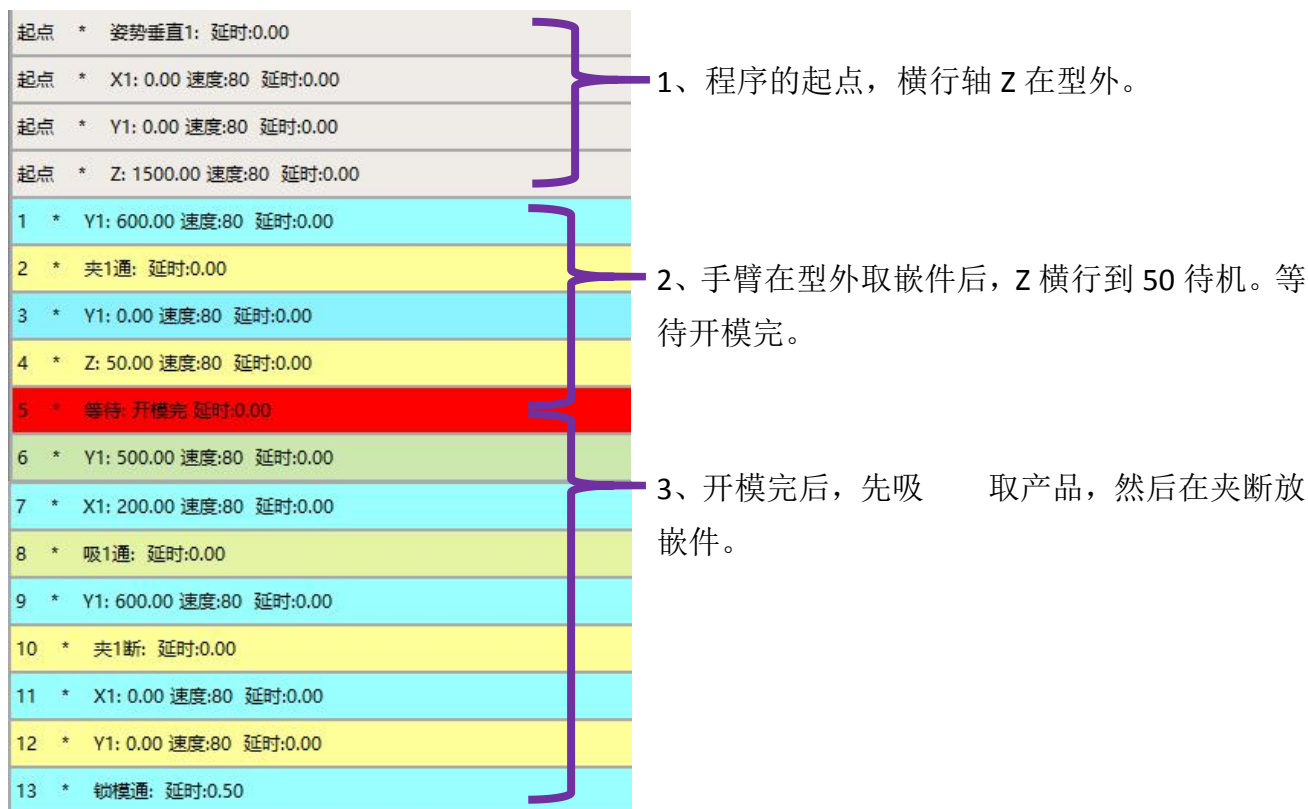 起点 * 姿势垂直1: 延时:0.00
起点 * X1: 0.00 速度:80 延时:0.00
起点 * Y1: 0.00 速度:80 延时:0.00
起点 * Z: 1500.00 速度:80 延时:0.00
1 * Y1: 600.00 速度:80 延时:0.00
2 * 夹1通: 延时:0.00
3 * Y1: 0.00 速度:80 延时:0.00
4 * Z: 50.00 速度:80 延时:0.00
5 * 等待: 开模完 延时:0.00
6 * Y1: 500.00 速度:80 延时:0.00
7 * X1: 200.00 速度:80 延时:0.00
8 * 吸1通: 延时:0.00
9 * Y1: 600.00 速度:80 延时:0.00
10 * 夹1断: 延时:0.00
11 * X1: 0.00 速度:80 延时:0.00
12 * Y1: 0.00 速度:80 延时:0.00
13 * 锁模通: 延时:0.50
1、程序的起点，横行轴 Z 在型外。
2、手臂在型外取嵌件后，Z 横行到 50 待机。等
待开模完。
3、开模完后，先吸 取产品，然后在夹断放
嵌件。